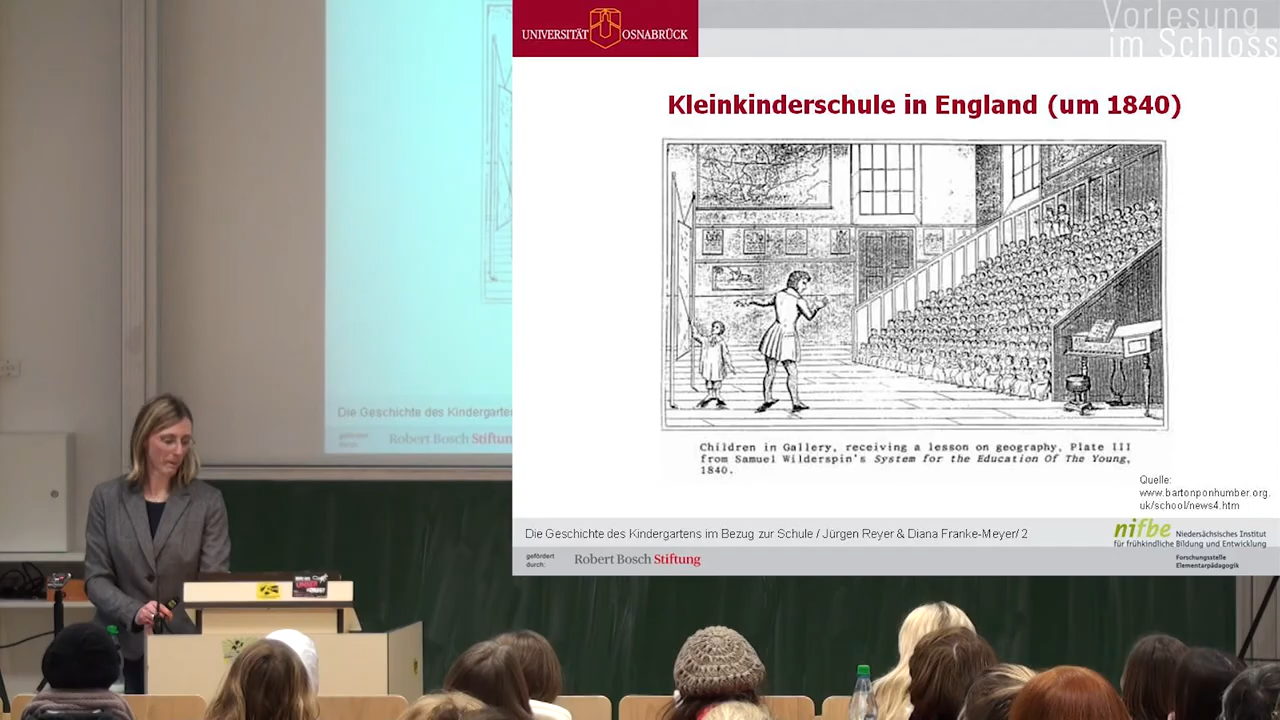 UNIVERSITÄT OSNABRÜCK
Vorlesung
im Schloss
Kleinkinderschule in England (um 1840)
Children in Gallery, receiving a lesson on geography, Plate III
from Samuel Wilderspin's System for the Education Of The Young,
1840.
Quelle:
www.bartonponhumber.org.
uk/school/news4.htm
Die Geschichte des Kindergartens im Bezug zur Schule / Jürgen Reyer & Diana Franke-Meyer/ 2
gefördert
durch:
Robert Bosch Stiftung
nifbe Niedersächsisches Institut
für frühkindliche Bildung und Entwicklung
Forschungsstelle
Elementarpädagogik
Die Geschichte des Kindergartens
gefördert
durch:
Robert Bosch Stiftun